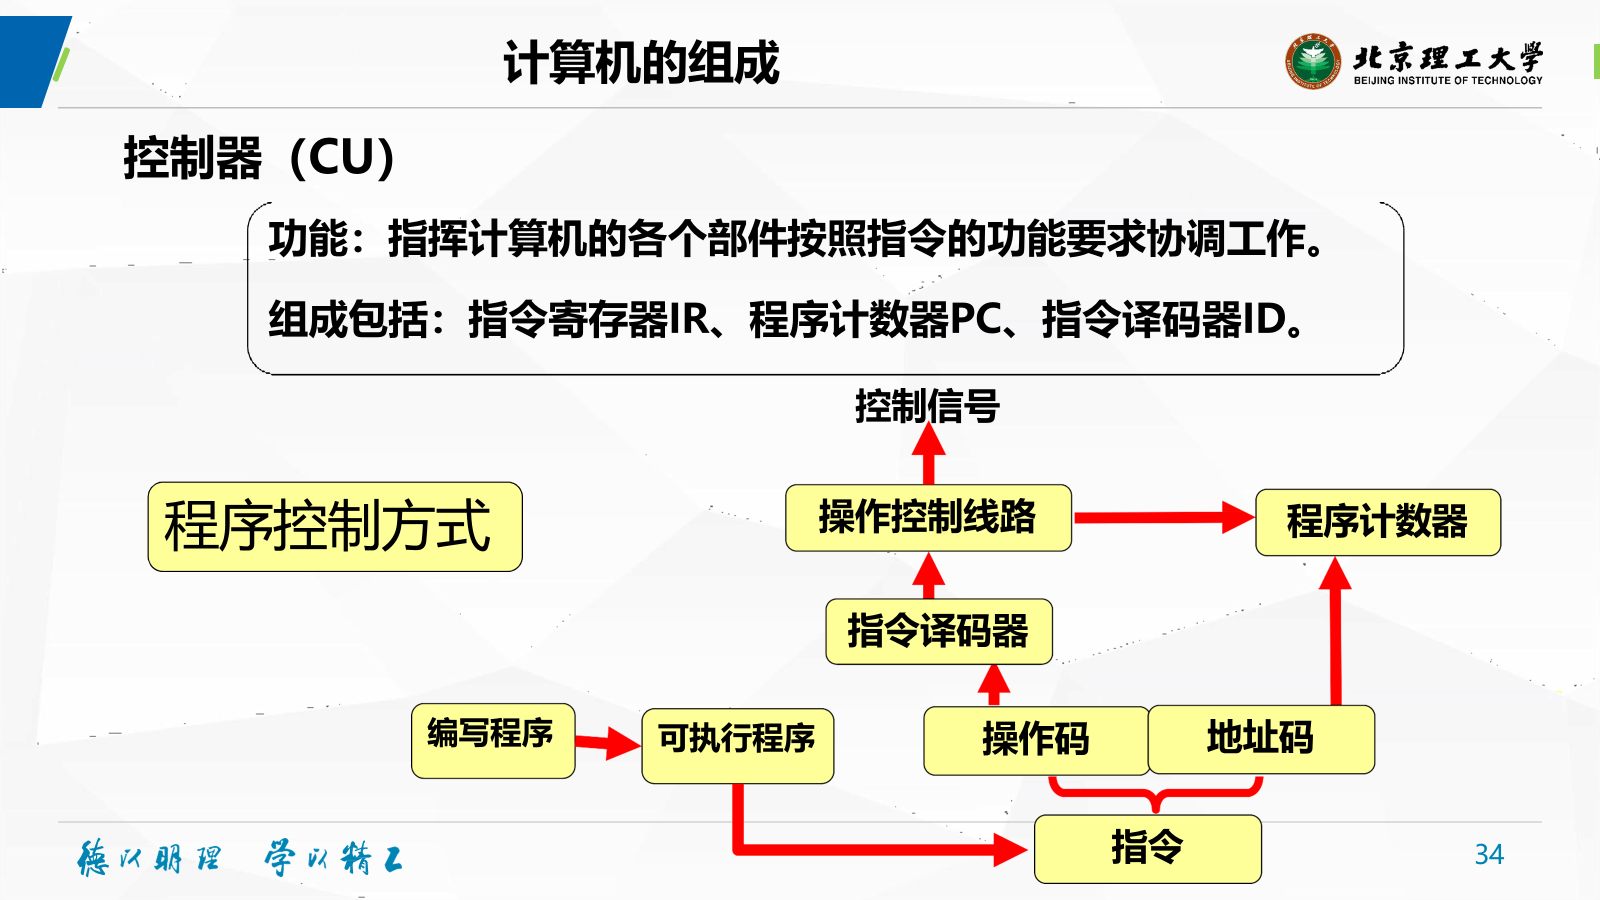 计算机的组成
北京理工大学
BEIJING INSTITUTE OF TECHNOLOGY
控制器（CU）
功能：指挥计算机的各个部件按照指令的功能要求协调工作。
组成包括：指令寄存器IR、程序计数器PC、指令译码器ID。
控制信号
程序控制方式
操作控制线路
程序计数器
指令译码器
编写程序
可执行程序
操作码
地址码
指令
德以明理 学以精工
34